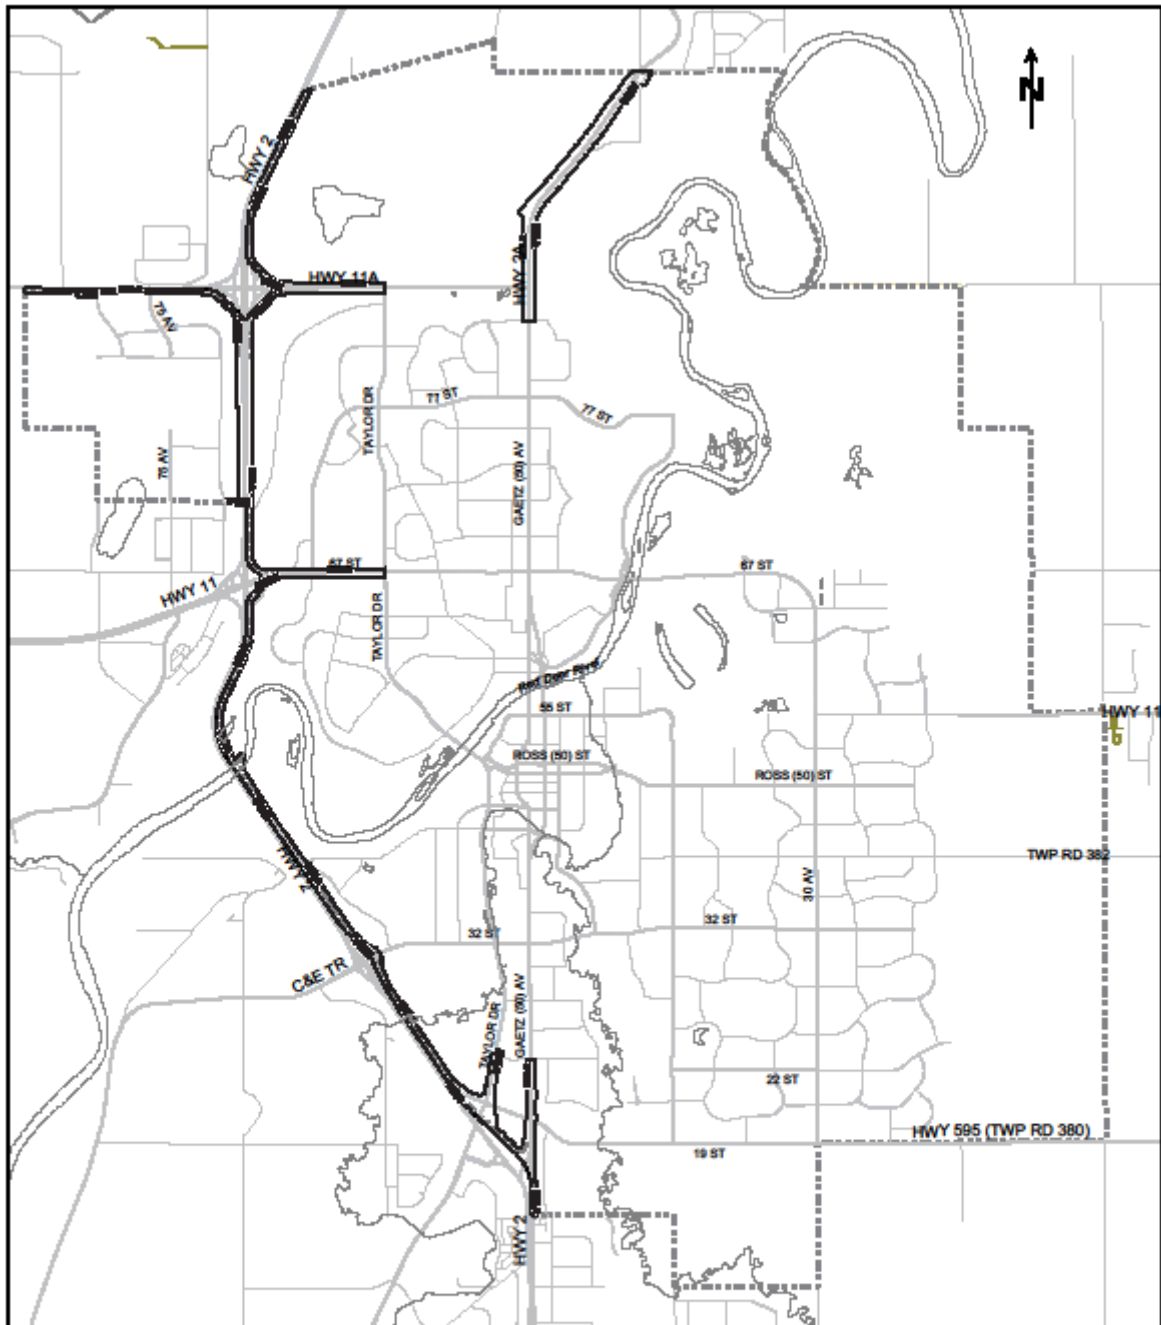 N
HWY 2
HWY 2A
HWY 11A
75 AV
TAYLOR DR
77 ST
77 ST
76 AV
GAETZ (50) AV
67 ST
67 ST
HWY 11
TAYLOR DR
Red Deer River
55 ST
HWY 11
ROSS (50) ST
ROSS (50) ST
HWY 2
TWP RD 382
30 AV
32 ST
32 ST
C&E TR
GAETZ (50) AV
TAYLOR DR
22 ST
HWY 595 (TWP RD 380)
19 ST
HWY 2